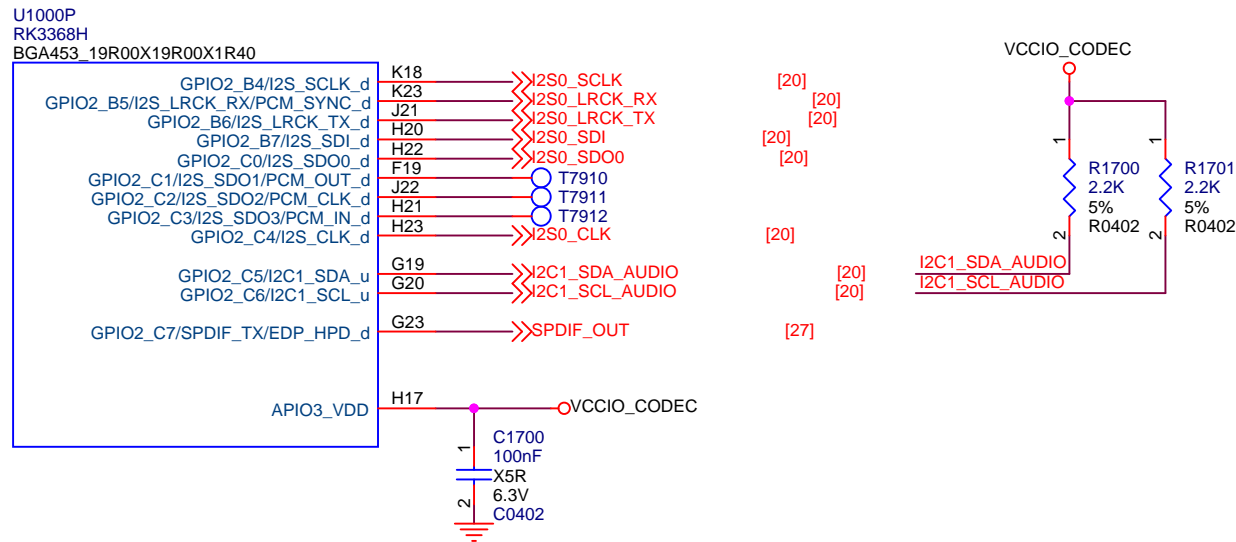 U1000P
RK3368H
BGA453_19R00X19R00X1R40
GPIO2_B4/I2S_SCLK_d K18 I2S0_SCLK [20]
GPIO2_B5/I2S_LRCK_RX/PCM_SYNC_d K23 I2S0_LRCK_RX [20]
GPIO2_B6/I2S_LRCK_TX_d J21 I2S0_LRCK_TX [20]
GPIO2_B7/I2S_SDI_d H20 I2S0_SDI [20]
GPIO2_C0/I2S_SDO0_d H22 I2S0_SDO0 [20]
GPIO2_C1/I2S_SDO1/PCM_OUT_d F19 T7910
GPIO2_C2/I2S_SDO2/PCM_CLK_d J22 T7911
GPIO2_C3/I2S_SDO3/PCM_IN_d H21 T7912
GPIO2_C4/I2S_CLK_d H23 I2S0_CLK [20]
GPIO2_C5/I2C1_SDA_u G19 I2C1_SDA_AUDIO [20]
GPIO2_C6/I2C1_SCL_u G20 I2C1_SCL_AUDIO [20]
GPIO2_C7/SPDIF_TX/EDP_HPD_d G23 SPDIF_OUT [27]
APIO3_VDD H17 VCCIO_CODEC
1
2
C1700
100nF
X5R
6.3V
C0402
VCCIO_CODEC
1
2
R1700
2.2K
5%
R0402
1
2
R1701
2.2K
5%
R0402
I2C1_SDA_AUDIO
I2C1_SCL_AUDIO